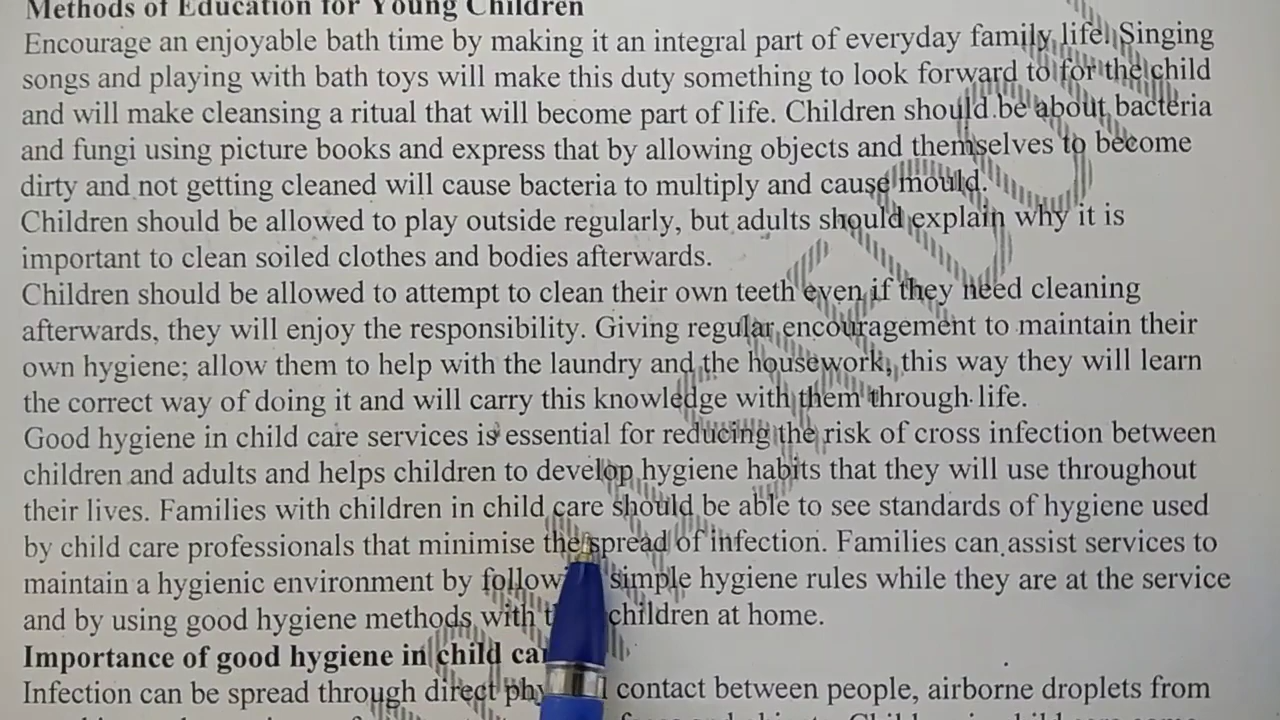 Methods of Education for Young Children
Encourage an enjoyable bath time by making it an integral part of everyday family life. Singing
songs and playing with bath toys will make this duty something to look forward to for the child
and will make cleansing a ritual that will become part of life. Children should be about bacteria
and fungi using picture books and express that by allowing objects and themselves to become
dirty and not getting cleaned will cause bacteria to multiply and cause mould.
Children should be allowed to play outside regularly, but adults should explain why it is
important to clean soiled clothes and bodies afterwards.
Children should be allowed to attempt to clean their own teeth even if they need cleaning
afterwards, they will enjoy the responsibility. Giving regular encouragement to maintain their
own hygiene; allow them to help with the laundry and the housework, this way they will learn
the correct way of doing it and will carry this knowledge with them through life.
Good hygiene in child care services is essential for reducing the risk of cross infection between
children and adults and helps children to develop hygiene habits that they will use throughout
their lives. Families with children in child care should be able to see standards of hygiene used
by child care professionals that minimise the spread of infection. Families can assist services to
maintain a hygienic environment by simple hygiene rules while they are at the service
and by using good hygiene methods with children at home.
Importance of good hygiene in child
Infection can be spread through direct contact between people, airborne droplets from